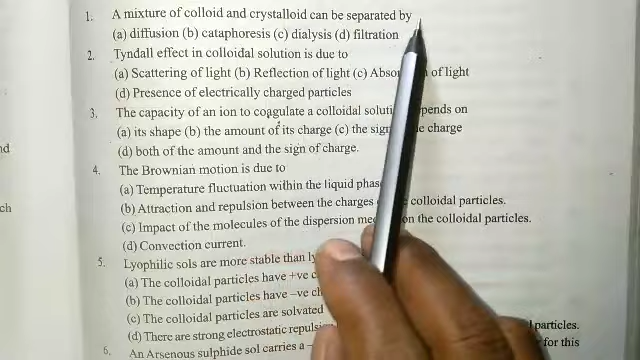 1. A mixture of colloid and crystalloid can be separated by
(a) diffusion (b) cataphoresis (c) dialysis (d) filtration
2. Tyndall effect in colloidal solution is due to
(a) Scattering of light (b) Reflection of light (c) Abso of light
(d) Presence of electrically charged particles
3. The capacity of an ion to coagulate a colloidal soluti pends on
(a) its shape (b) the amount of its charge (c) the sign e charge
(d) both of the amount and the sign of charge.
nd
4. The Brownian motion is due to
(a) Temperature fluctuation within the liquid phas
ch
(b) Attraction and repulsion between the charges colloidal particles.
(c) Impact of the molecules of the dispersion me on the colloidal particles.
(d) Convection current.
5. Lyophilic sols are more stable than ly
(a) The colloidal particles have +ve c
(b) The colloidal particles have –ve ch
(c) The colloidal particles are solvated
(d) There are strong electrostatic repulsi particles.
6. An Arsenous sulphide sol carries a – for this